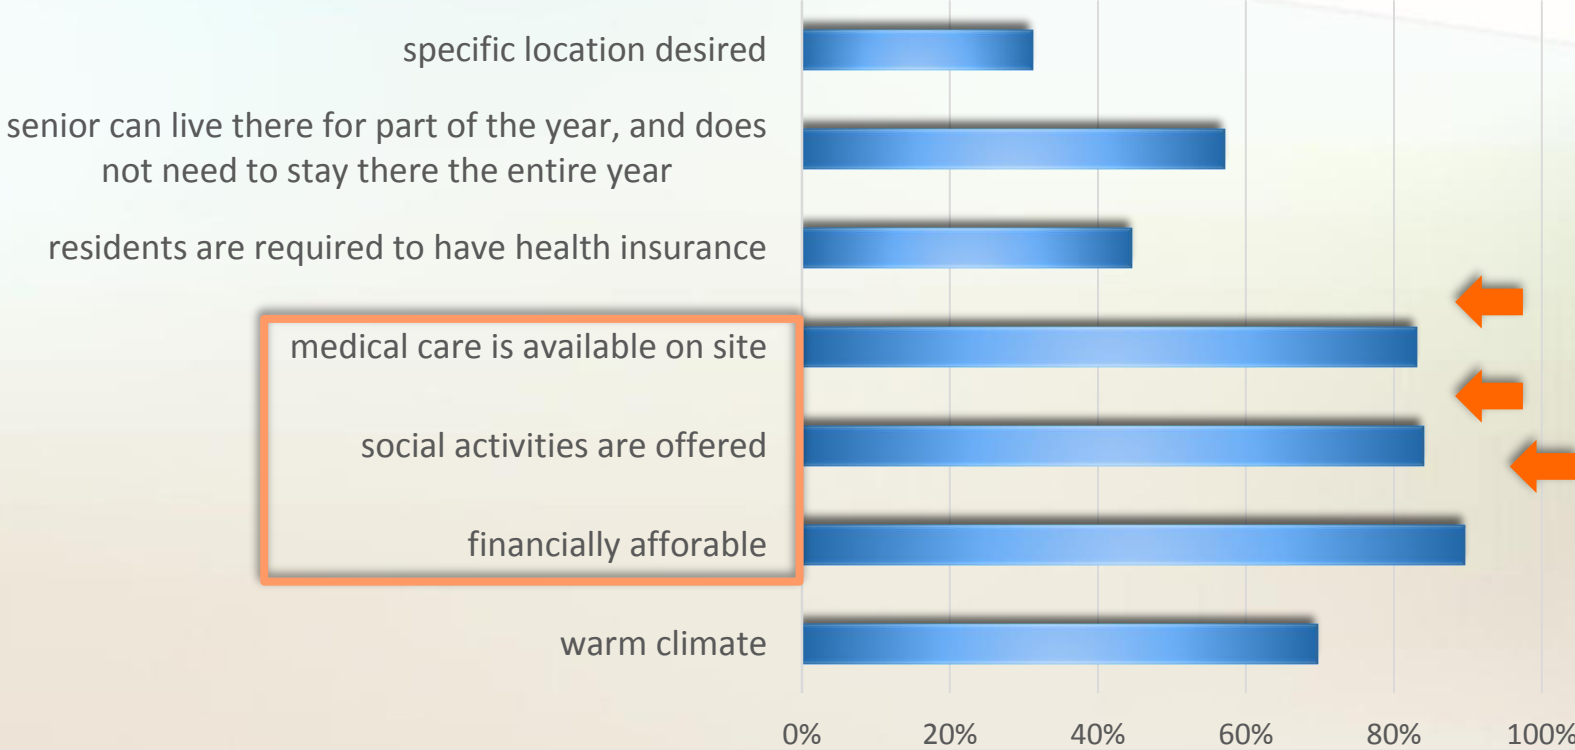 specific location desired
senior can live there for part of the year, and does
not need to stay there the entire year
residents are required to have health insurance
medical care is available on site
social activities are offered
financially afforable
warm climate
0% 20% 40% 60% 80% 100%